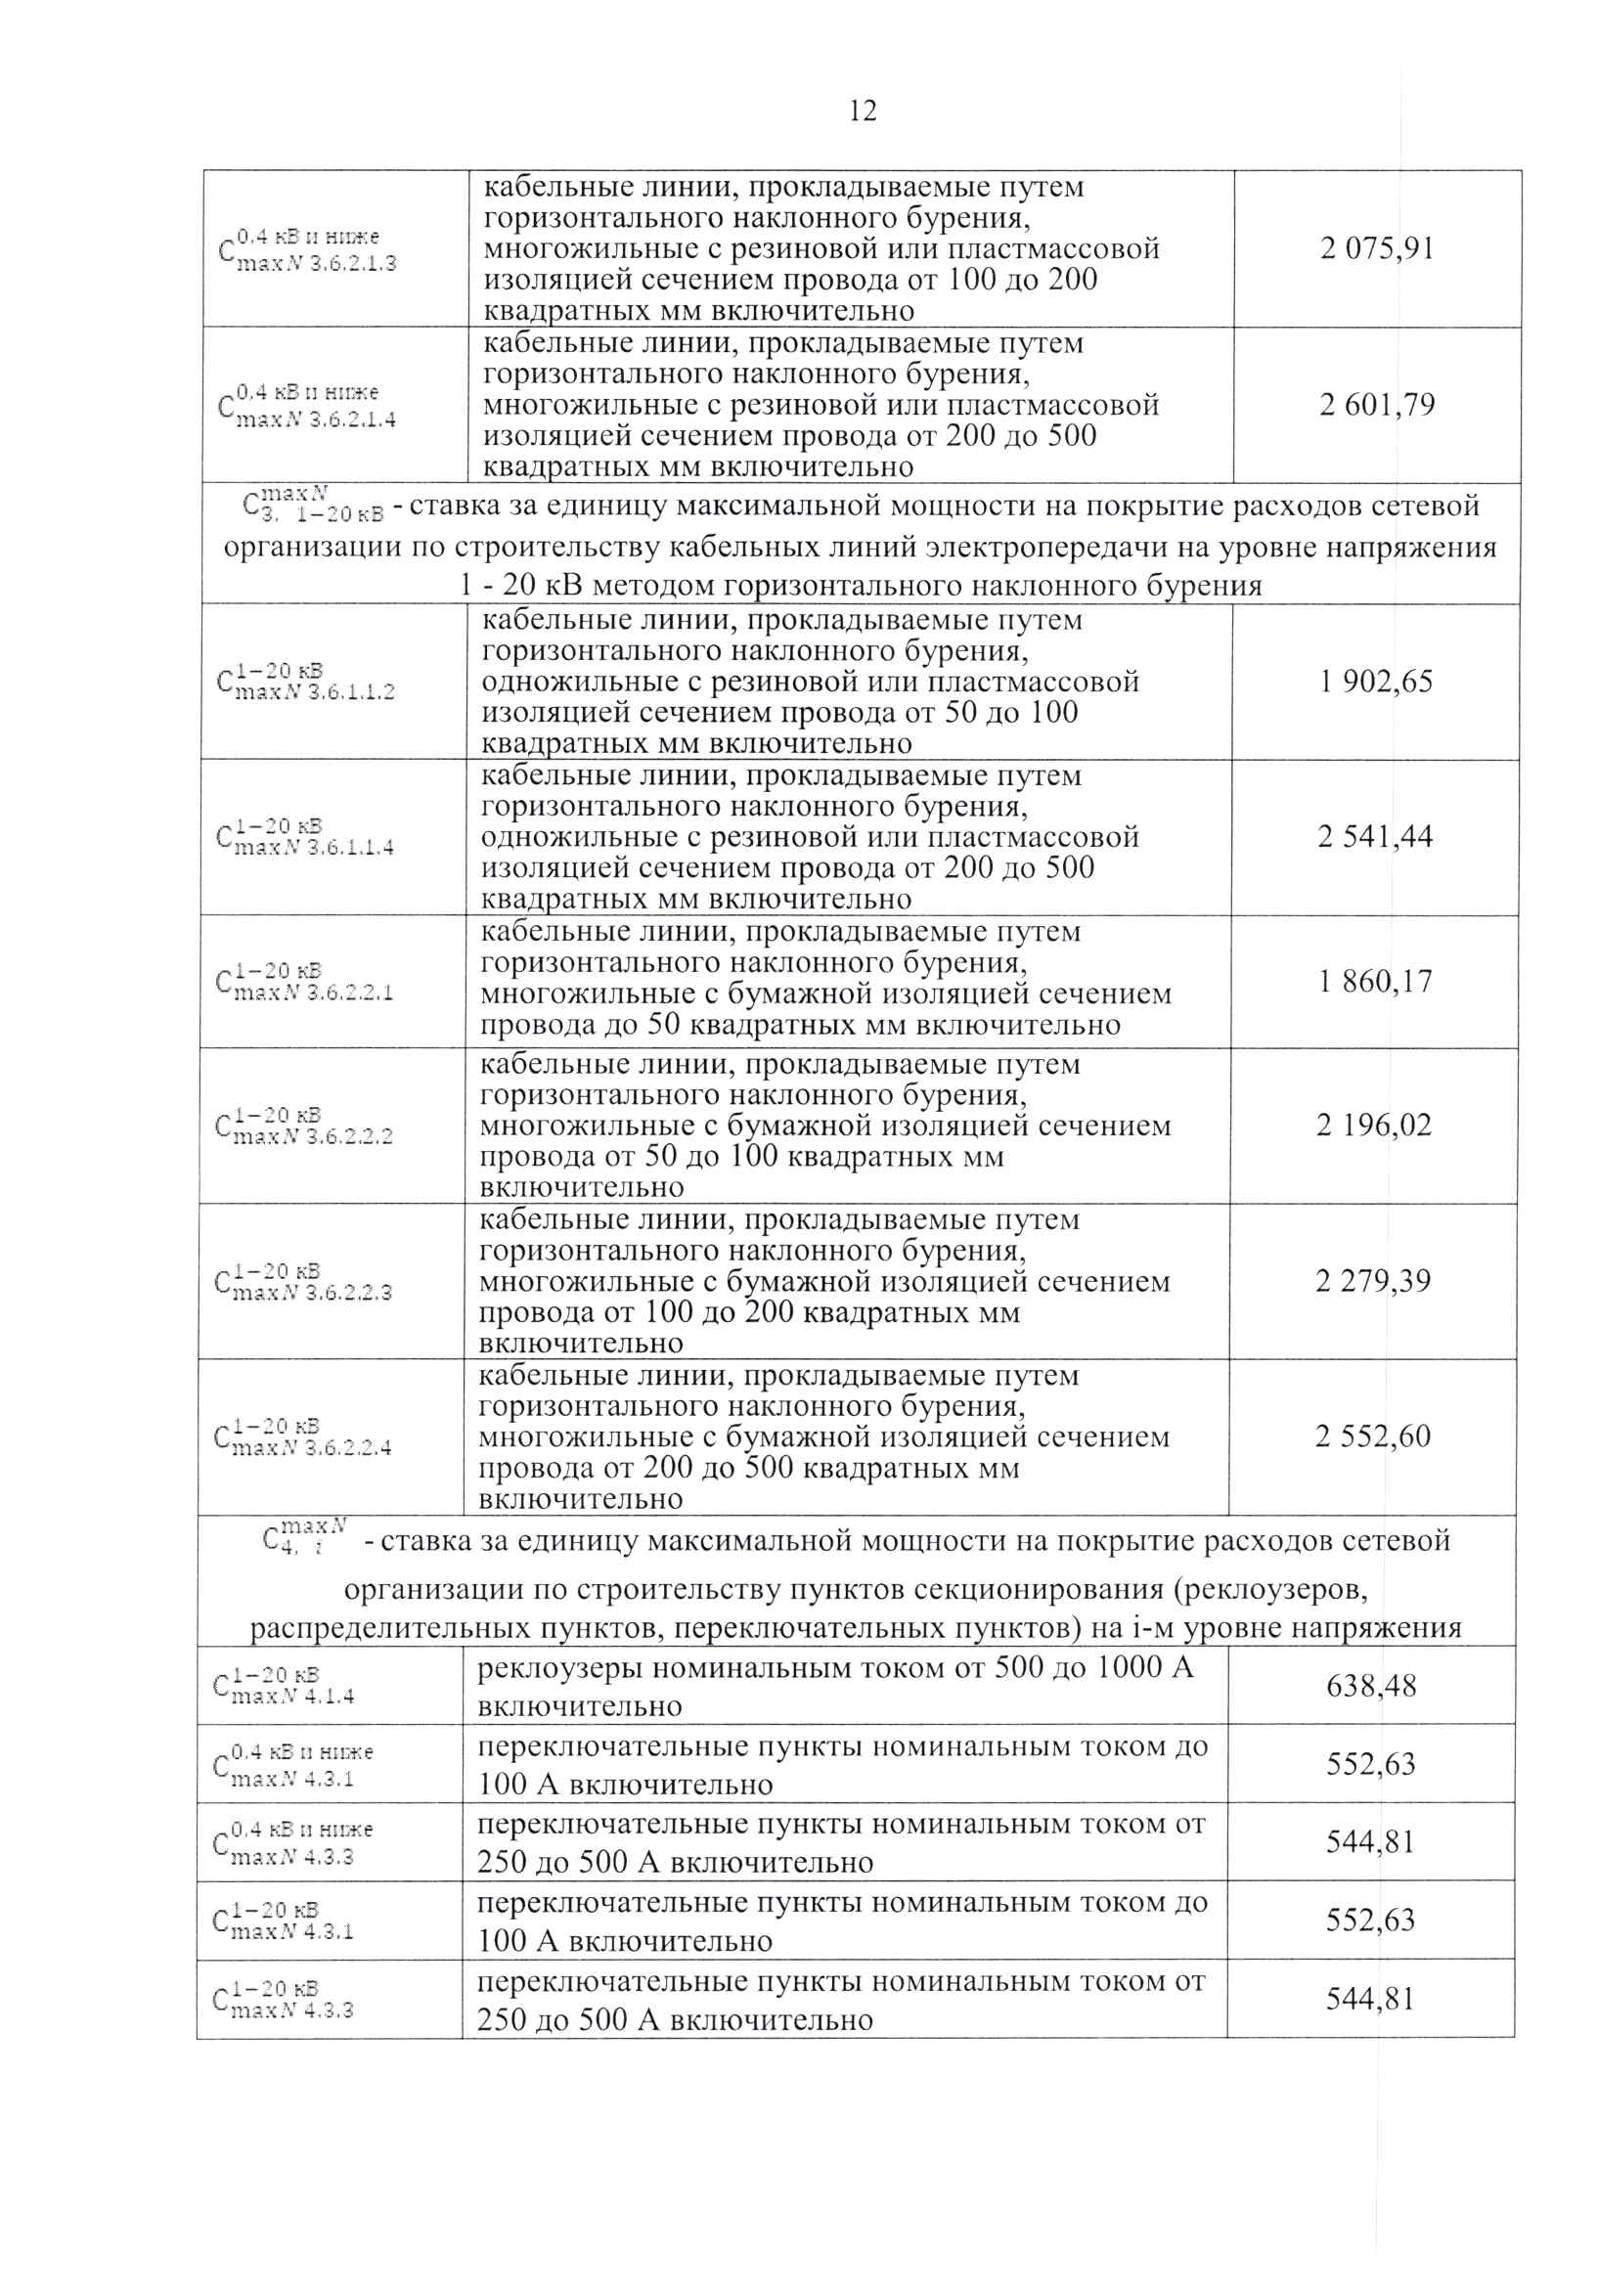 12
C 0,4 кВ и ниже
maxN 3.6.2.1.3
кабельные линии, прокладываемые путем
горизонтального наклонного бурения,
многожильные с резиновой или пластмассовой
изоляцией сечением провода от 100 до 200
квадратных мм включительно
2 075,91
C 0,4 кВ и ниже
maxN 3.6.2.1.4
кабельные линии, прокладываемые путем
горизонтального наклонного бурения,
многожильные с резиновой или пластмассовой
изоляцией сечением провода от 200 до 500
квадратных мм включительно
2 601,79
C maxN 3, 1–20 кВ - ставка за единицу максимальной мощности на покрытие расходов сетевой
организации по строительству кабельных линий электропередачи на уровне напряжения
1 - 20 кВ методом горизонтального наклонного бурения
C 1–20 кВ
maxN 3.6.1.1.2
кабельные линии, прокладываемые путем
горизонтального наклонного бурения,
одножильные с резиновой или пластмассовой
изоляцией сечением провода от 50 до 100
квадратных мм включительно
1 902,65
C 1–20 кВ
maxN 3.6.1.1.4
кабельные линии, прокладываемые путем
горизонтального наклонного бурения,
одножильные с резиновой или пластмассовой
изоляцией сечением провода от 200 до 500
квадратных мм включительно
2 541,44
C 1–20 кВ
maxN 3.6.2.2.1
кабельные линии, прокладываемые путем
горизонтального наклонного бурения,
многожильные с бумажной изоляцией сечением
провода до 50 квадратных мм включительно
1 860,17
C 1–20 кВ
maxN 3.6.2.2.2
кабельные линии, прокладываемые путем
горизонтального наклонного бурения,
многожильные с бумажной изоляцией сечением
провода от 50 до 100 квадратных мм
включительно
2 196,02
C 1–20 кВ
maxN 3.6.2.2.3
кабельные линии, прокладываемые путем
горизонтального наклонного бурения,
многожильные с бумажной изоляцией сечением
провода от 100 до 200 квадратных мм
включительно
2 279,39
C 1–20 кВ
maxN 3.6.2.2.4
кабельные линии, прокладываемые путем
горизонтального наклонного бурения,
многожильные с бумажной изоляцией сечением
провода от 200 до 500 квадратных мм
включительно
2 552,60
C maxN 4, i - ставка за единицу максимальной мощности на покрытие расходов сетевой
организации по строительству пунктов секционирования (реклоузеров,
распределительных пунктов, переключательных пунктов) на i-м уровне напряжения
C 1–20 кВ
maxN 4.1.4
реклоузеры номинальным током от 500 до 1000 А
включительно
638,48
C 0,4 кВ и ниже
maxN 4.3.1
переключательные пункты номинальным током до
100 А включительно
552,63
C 0,4 кВ и ниже
maxN 4.3.3
переключательные пункты номинальным током от
250 до 500 А включительно
544,81
C 1–20 кВ
maxN 4.3.1
переключательные пункты номинальным током до
100 А включительно
552,63
C 1–20 кВ
maxN 4.3.3
переключательные пункты номинальным током от
250 до 500 А включительно
544,81